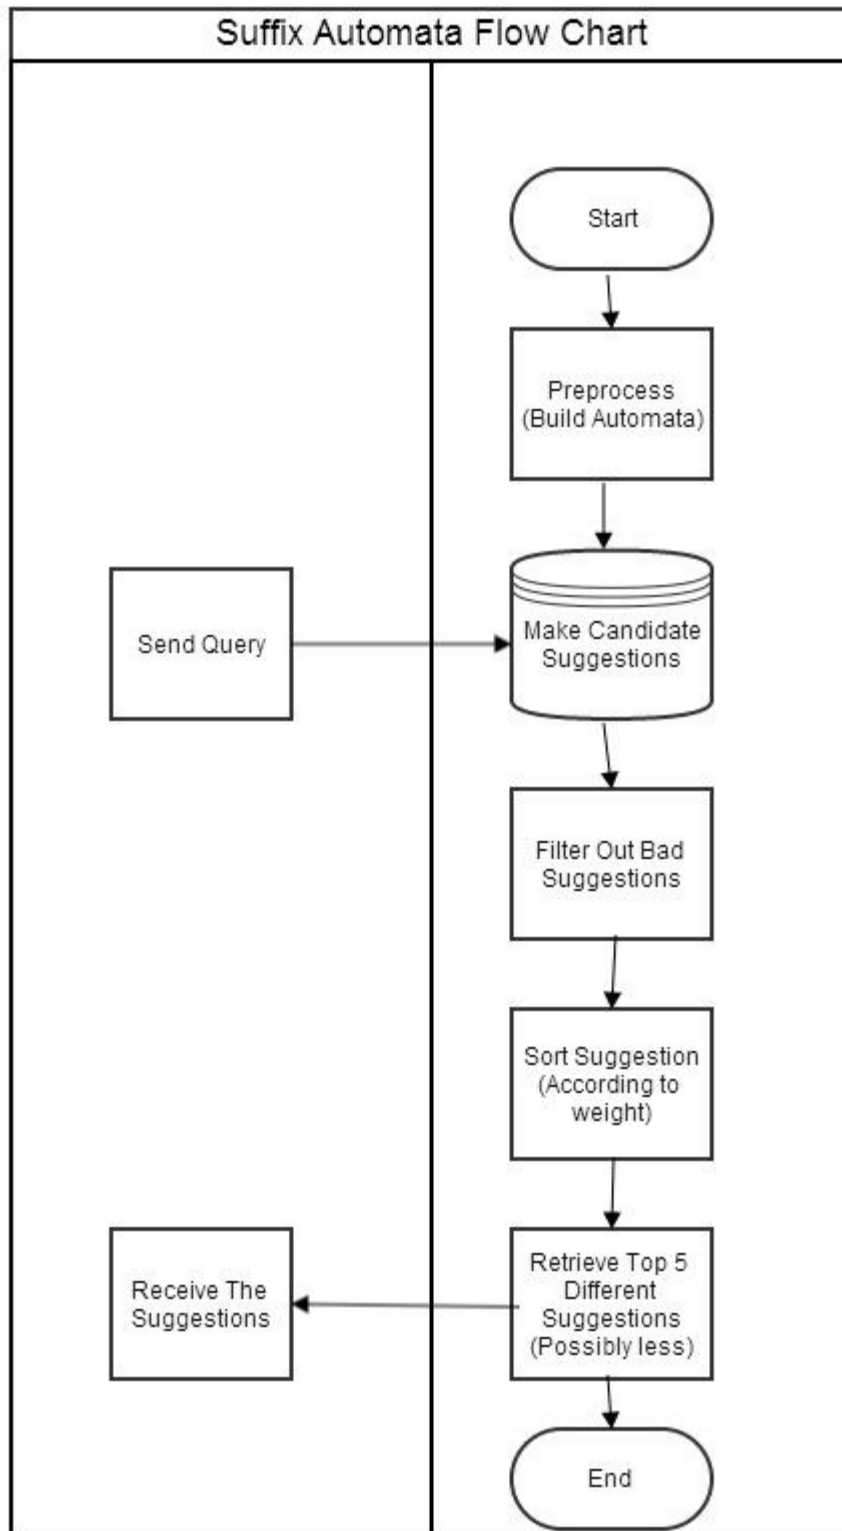 Suffix Automata Flow Chart
Start
Preprocess
(Build Automata)
Send Query
Make Candidate
Suggestions
Filter Out Bad
Suggestions
Sort Suggestion
(According to
weight)
Receive The
Suggestions
Retrieve Top 5
Different
Suggestions
(Possibly less)
End